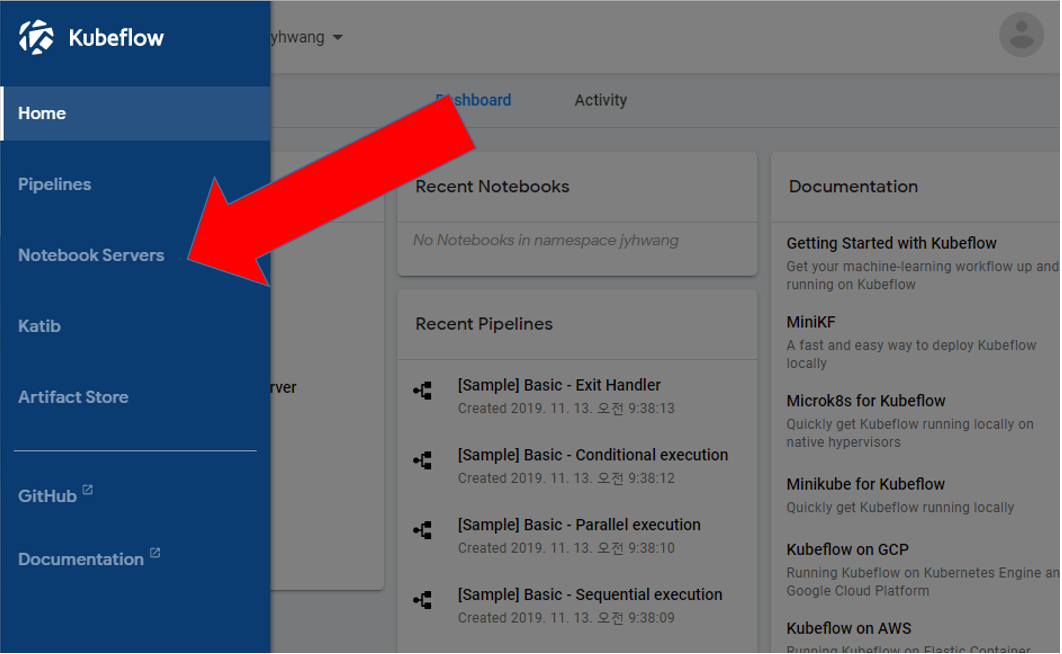 Kubeflow
Home
Pipelines
Notebook Servers
Katib
Artifact Store
GitHub
Documentation
yhwang
Dashboard
Activity
rver
Recent Notebooks
No Notebooks in namespace jyhwang
Recent Pipelines
[Sample] Basic - Exit Handler
Created 2019. 11. 13. 오전 9:38:13
[Sample] Basic - Conditional execution
Created 2019. 11. 13. 오전 9:38:12
[Sample] Basic - Parallel execution
Created 2019. 11. 13. 오전 9:38:10
[Sample] Basic - Sequential execution
Created 2019. 11. 13. 오전 9:38:09
Documentation
Getting Started with Kubeflow
Get your machine-learning workflow up and
running on Kubeflow
MiniKF
A fast and easy way to deploy Kubeflow
locally
Microk8s for Kubeflow
Quickly get Kubeflow running locally on
native hypervisors
Minikube for Kubeflow
Quickly get Kubeflow running locally
Kubeflow on GCP
Running Kubeflow on Kubernetes Engine an
Google Cloud Platform
Kubeflow on AWS
Running Kubeflow on Elastic Container